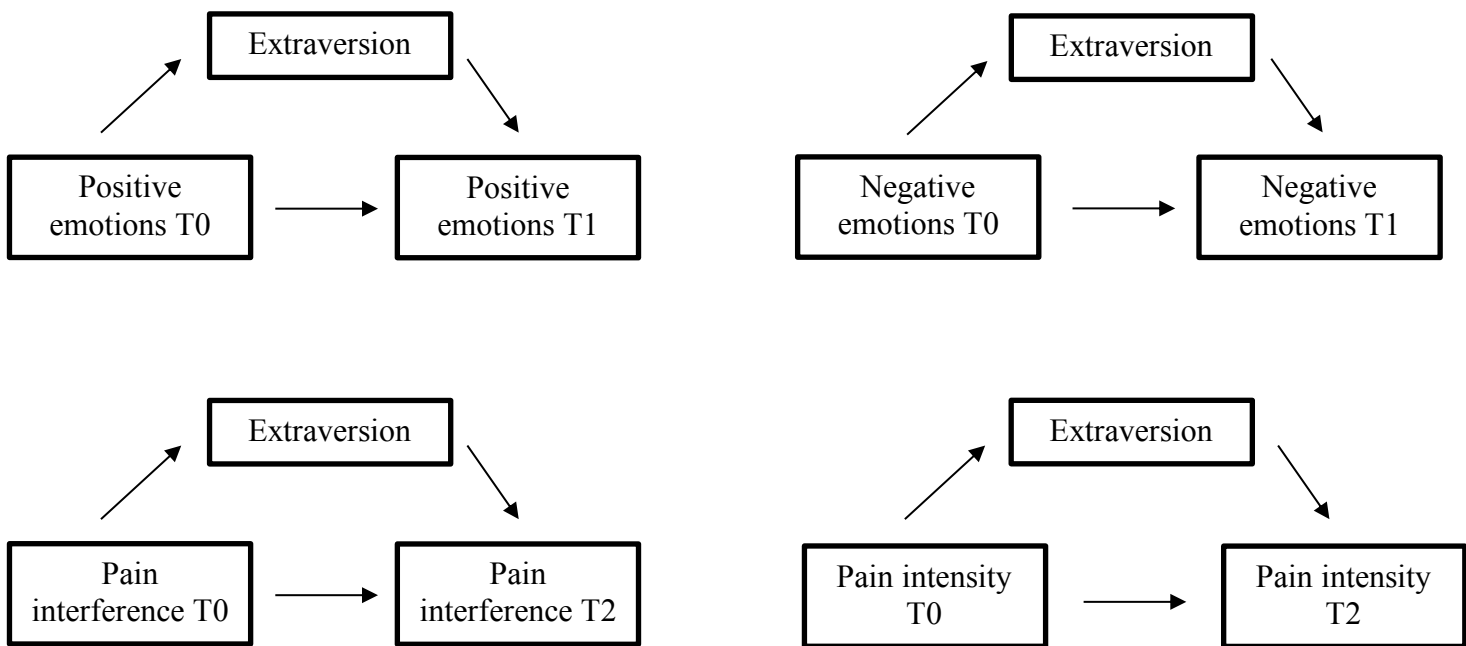 Extraversion
Positive
emotions T0
Positive
emotions T1
Extraversion
Negative
emotions T0
Negative
emotions T1
Extraversion
Pain
interference T0
Pain
interference T2
Extraversion
Pain intensity
T0
Pain intensity
T2